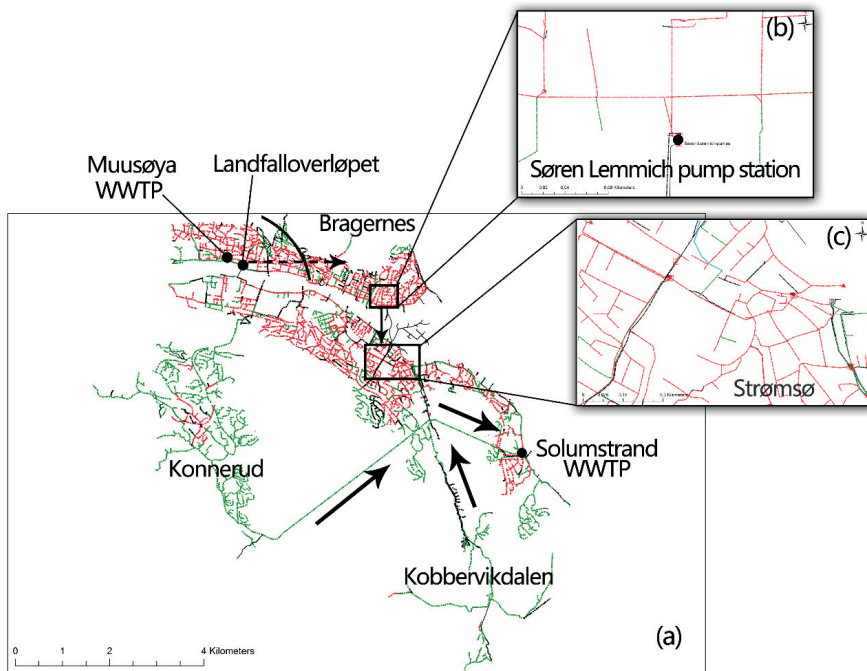 (b)
Søren Lemmich pump station
Muusøya
WWTP
Landfalloverløpet
Bragernes
(c)
Strømsø
Konnerud
Solumstrand
WWTP
Kobbervikdalen
(a)
0 1 2 4 Kilometers